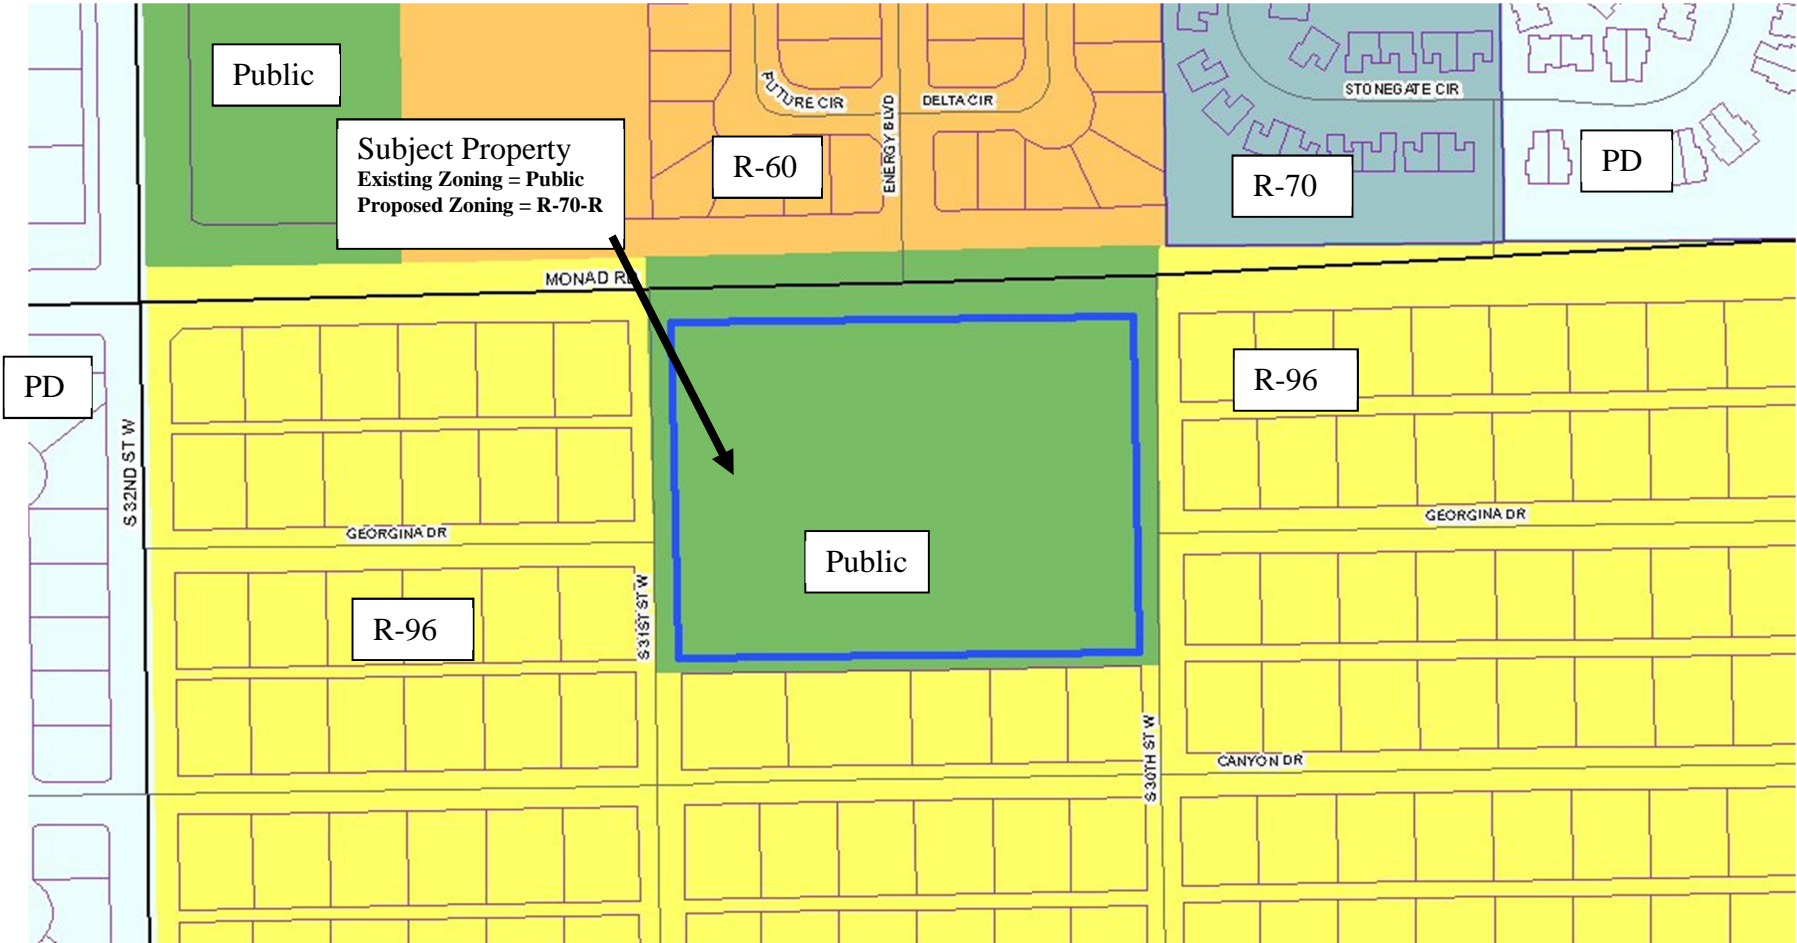 Public
FUTURE CIR
DELTA CIR
ENERGY BLVD
STONEGATE CIR
Subject Property
Existing Zoning = Public
Proposed Zoning = R-70-R
R-60
R-70
PD
MONAD RD
PD
R-96
S 32ND ST W
GEORGINA DR
GEORGINA DR
Public
R-96
S 31ST ST W
S 30TH ST W
CANYON DR